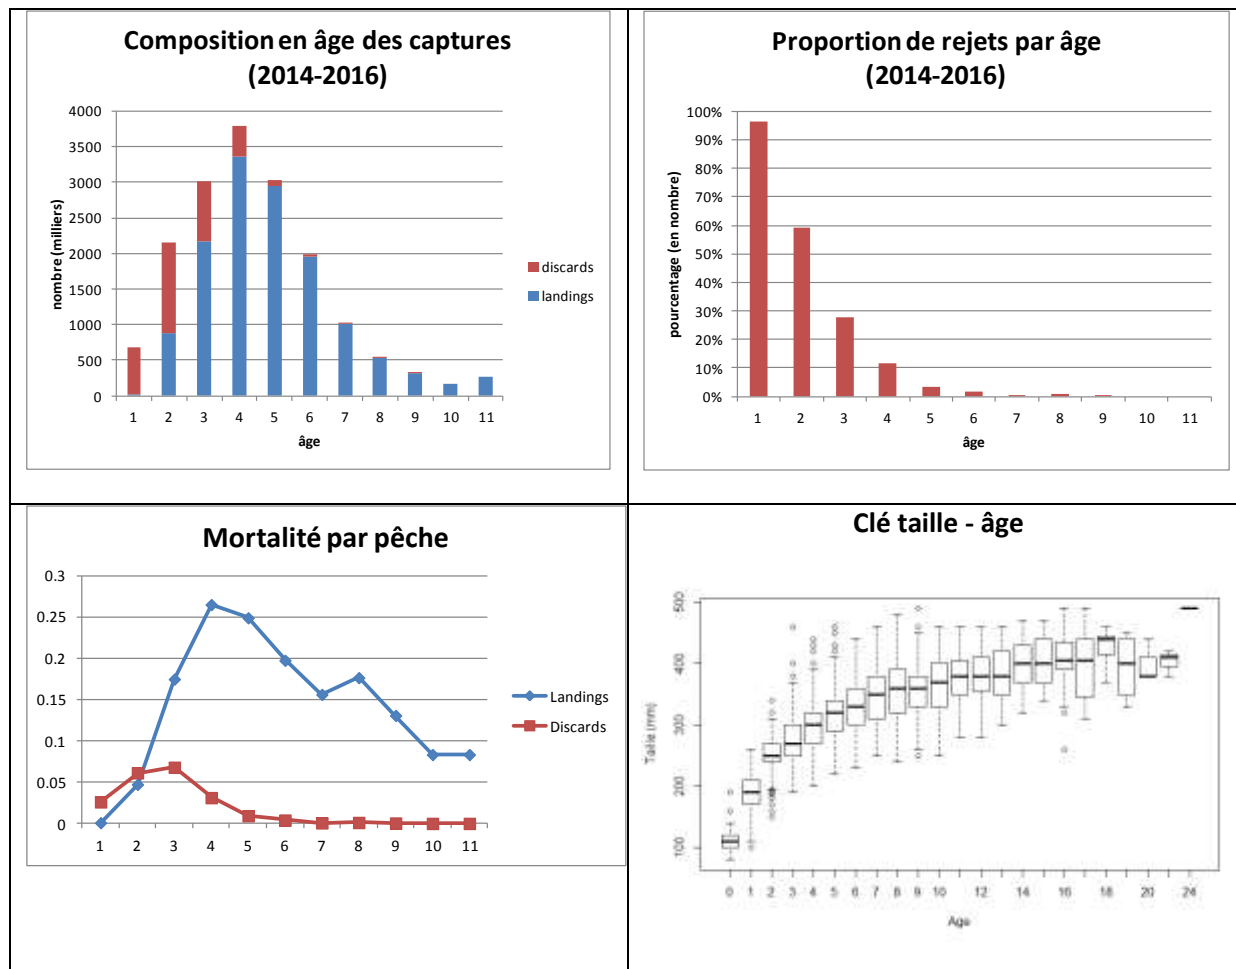 Composition en âge des captures
(2014-2016)
4000
3500
3000
2500
2000
1500
1000
500
0
nombre (milliers)
1 2 3 4 5 6 7 8 9 10 11
âge
discards
landings
Proportion de rejets par âge
(2014-2016)
100%
90%
80%
70%
60%
50%
40%
30%
20%
10%
0%
pourcentage (en nombre)
1 2 3 4 5 6 7 8 9 10 11
âge
Mortalité par pêche
0.3
0.25
0.2
0.15
0.1
0.05
0
1 2 3 4 5 6 7 8 9 10 11
Landings
Discards
Clé taille - âge
500
400
300
200
100
Taille (mm)
0 1 2 3 4 5 6 7 8 9 10 12 14 16 18 20 24
Age